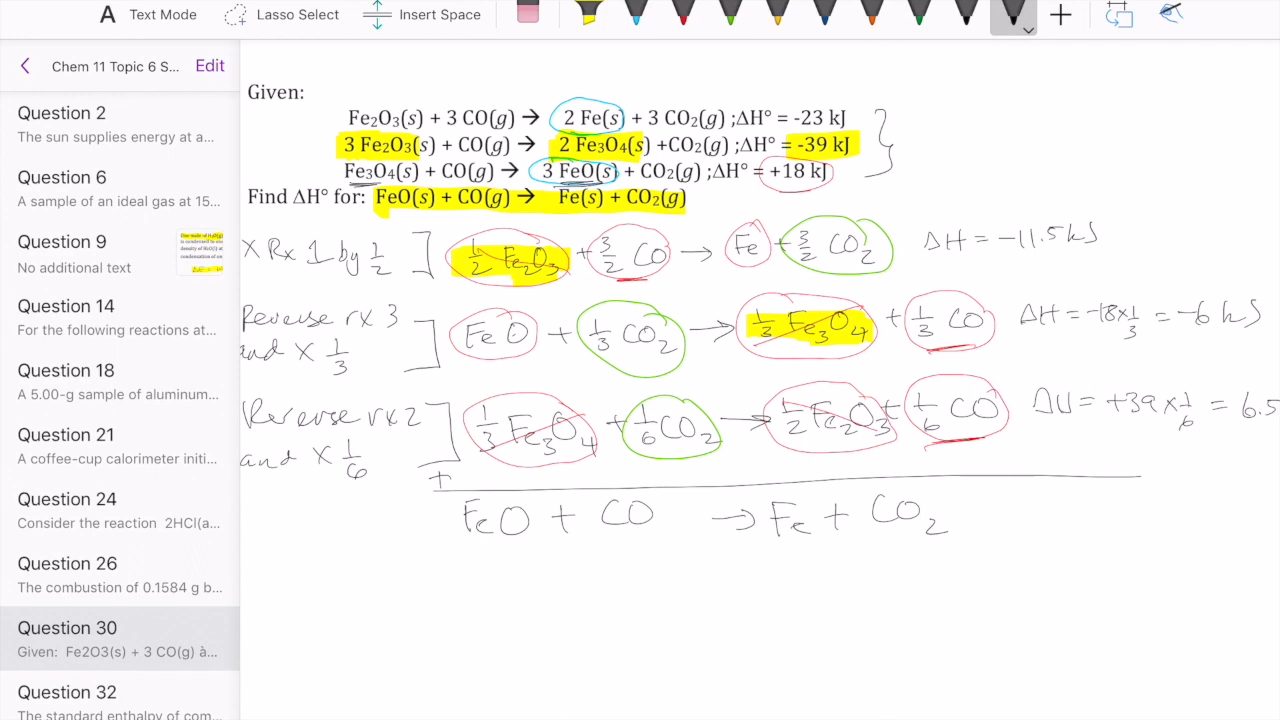 Text Mode Lasso Select Insert Space
Chem 11 Topic 6 S... Edit
Question 2
The sun supplies energy at a...
Question 6
A sample of an ideal gas at 15...
Question 9
No additional text
Question 14
For the following reactions at...
Question 18
A 5.00-g sample of aluminum...
Question 21
A coffee-cup calorimeter initi...
Question 24
Consider the reaction 2HCl(a...
Question 26
The combustion of 0.1584 g b...
Question 30
Given: Fe2O3(s) + 3 CO(g) à...
Question 32
The standard enthalpy of com...
Given:
Fe₂O₃(s) + 3 CO(g) → 2 Fe(s) + 3 CO₂(g) ;ΔH° = -23 kJ
3 Fe₂O₃(s) + CO(g) → 2 Fe₃O₄(s) +CO₂(g) ;ΔH° = -39 kJ
Fe₃O₄(s) + CO(g) → 3 FeO(s) + CO₂(g) ;ΔH° = +18 kJ
Find ΔH° for: FeO(s) + CO(g) → Fe(s) + CO₂(g)
X Rx 1 by 1/2 ] 1/2 Fe₂O₃ + 3/2 CO → Fe + 3/2 CO₂ ΔH = -11.5 kJ
Reverse rx 3 and X 1/3 ] FeO + 1/3 CO₂ → 1/3 Fe₃O₄ + 1/3 CO ΔH = -18 x 1/3 = -6 kJ
Reverse rx 2 and X 1/6 ] 1/3 Fe₃O₄ + 1/6 CO₂ → 1/2 Fe₂O₃ + 1/6 CO ΔH = +39 x 1/6 = 6.5
+
FeO + CO → Fe + CO₂